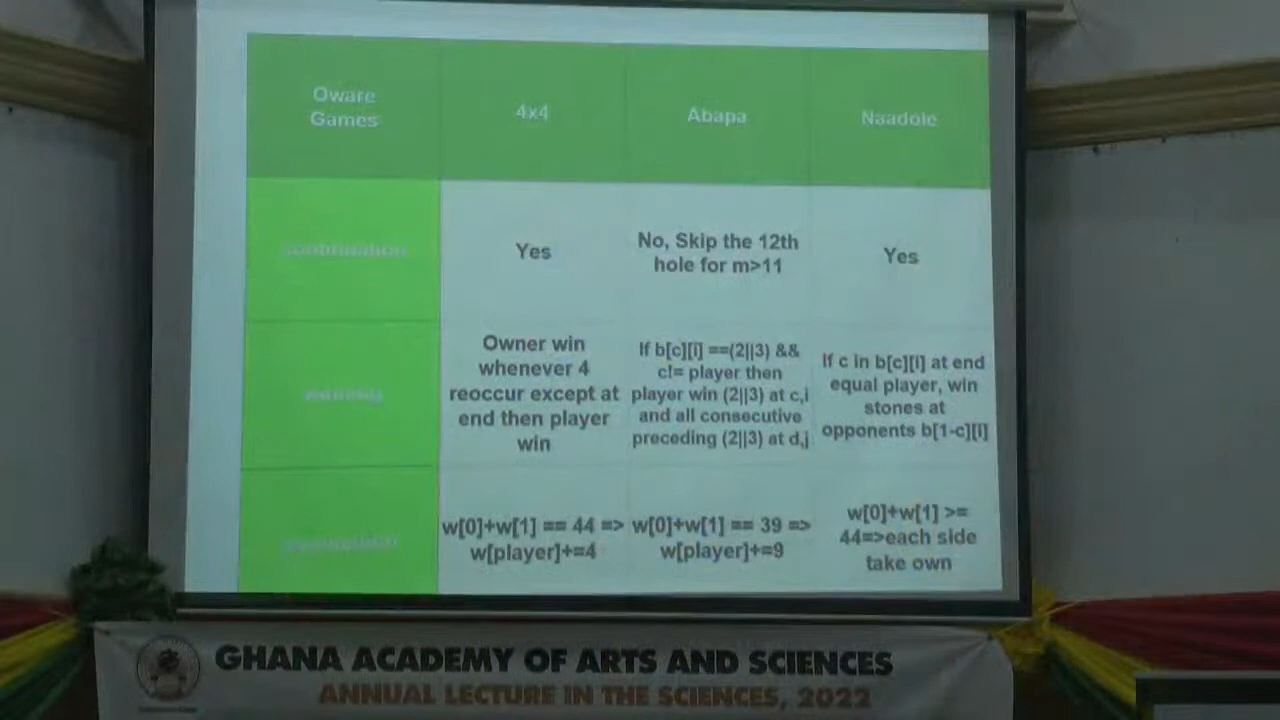 Oware
Games
4x4
Abapa
Naadole
continuation
Yes
No, Skip the 12th
hole for m>11
Yes
winning
Owner win
whenever 4
reoccur except at
end then player
win
If b[c][i] ==(2||3) &&
c!= player then
player win (2||3) at c,i
and all consecutive
preceding (2||3) at d,j
If c in b[c][i] at end
equal player, win
stones at
opponents b[1-c][i]
w[0]+w[1] == 44 =>
w[player]+=4
w[0]+w[1] == 39 =>
w[player]+=9
w[0]+w[1] >=
44=>each side
take own
GHANA ACADEMY OF ARTS AND SCIENCES
ANNUAL LECTURE IN THE SCIENCES, 2022